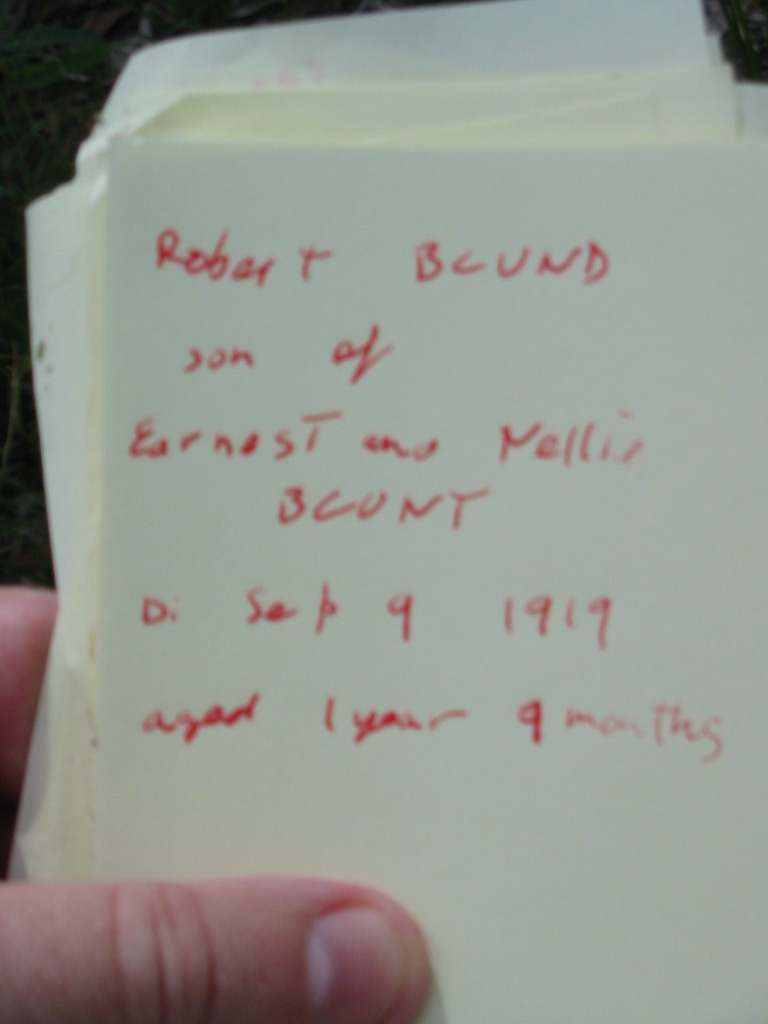 Robert BLUND
son of
Earnest and Nellie
BLUNT
D: Sep 9 1919
aged 1 year 9 months